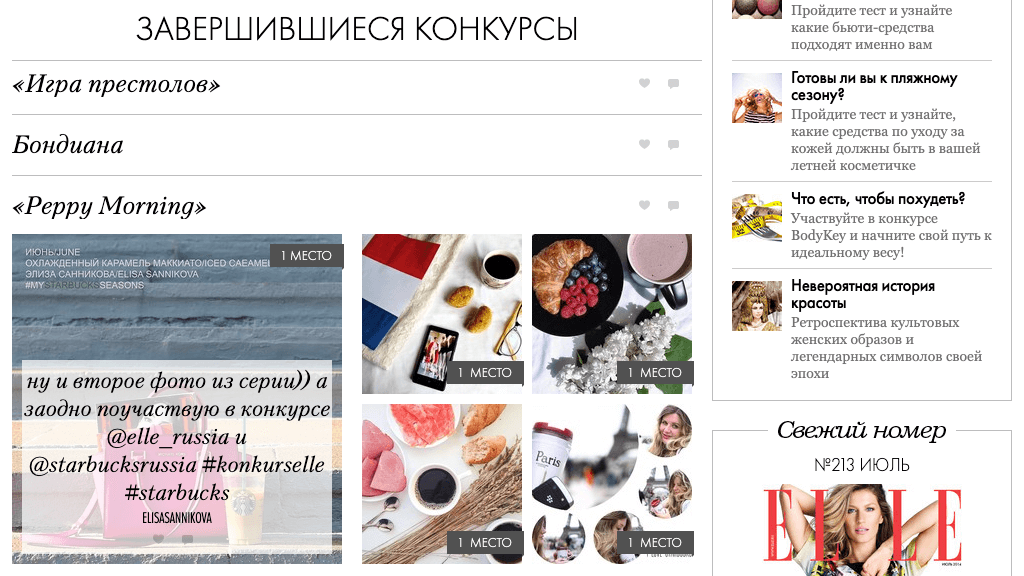 ЗАВЕРШИВШИЕСЯ КОНКУРСЫ
«Игра престолов»
Бондиана
«Peppy Morning»
ИЮНЬ/JUNE
ОХЛАЖДЕННЫЙ КАРАМЕЛЬ МАККИАТО/ICED
ЭЛИЗА САННИКОВА/ELISA SANNIKOVA
#MYSTARBUCKSSEASONS
1 МЕСТО
ну и второе фото из серии)) а
заодно поучаствую в конкурсе
@elle_russia и
@starbucksrussia #konkurselle
#starbucks
ELISASANNIKOVA
1 МЕСТО
1 МЕСТО
1 МЕСТО
Paris
1 МЕСТО
Пройдите тест и узнайте
какие бьюти-средства
подходят именно вам
Готовы ли вы к пляжному
сезону?
Пройдите тест и узнайте,
какие средства по уходу за
кожей должны быть в вашей
летней косметичке
Что есть, чтобы похудеть?
Участвуйте в конкурсе
BodyKey и начните свой путь к
идеальному весу!
Невероятная история
красоты
Ретроспектива культовых
женских образов и
легендарных символов своей
эпохи
Свежий номер
№213 ИЮЛЬ
ELLE